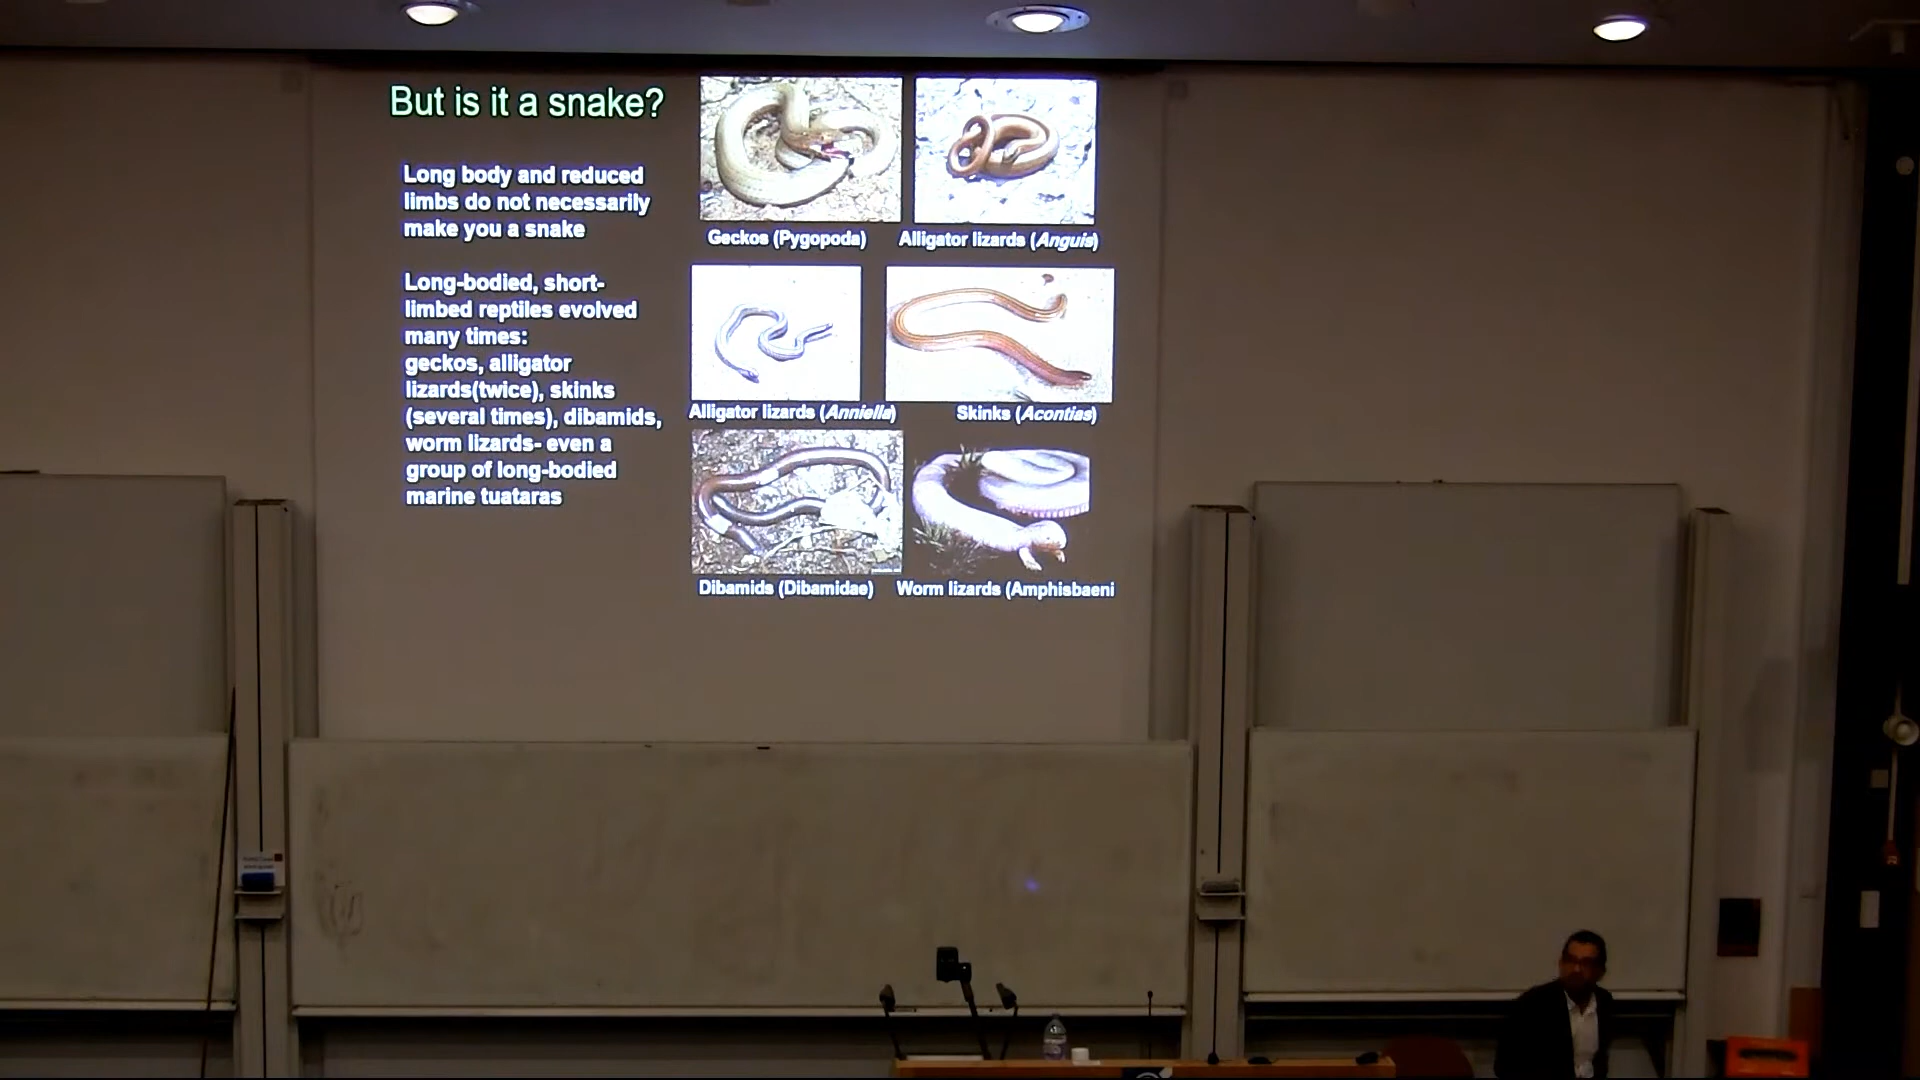 But is it a snake?
Long body and reduced
limbs do not necessarily
make you a snake
Long-bodied, short-
limbed reptiles evolved
many times:
geckos, alligator
lizards(twice), skinks
(several times), dibamids,
worm lizards- even a
group of long-bodied
marine tuataras
Geckos (Pygopoda)
Alligator lizards (Anguis)
Alligator lizards (Anniella)
Skinks (Acontias)
Dibamids (Dibamidae)
Worm lizards (Amphisbaeni